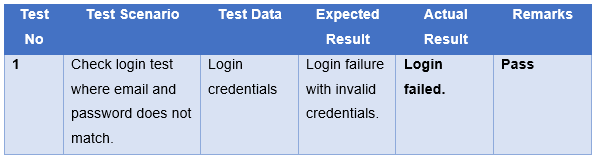 Test No | Test Scenario | Test Data | Expected Result | Actual Result | Remarks
1 | Check login test where email and password does not match. | Login credentials | Login failure with invalid credentials. | Login failed. | Pass